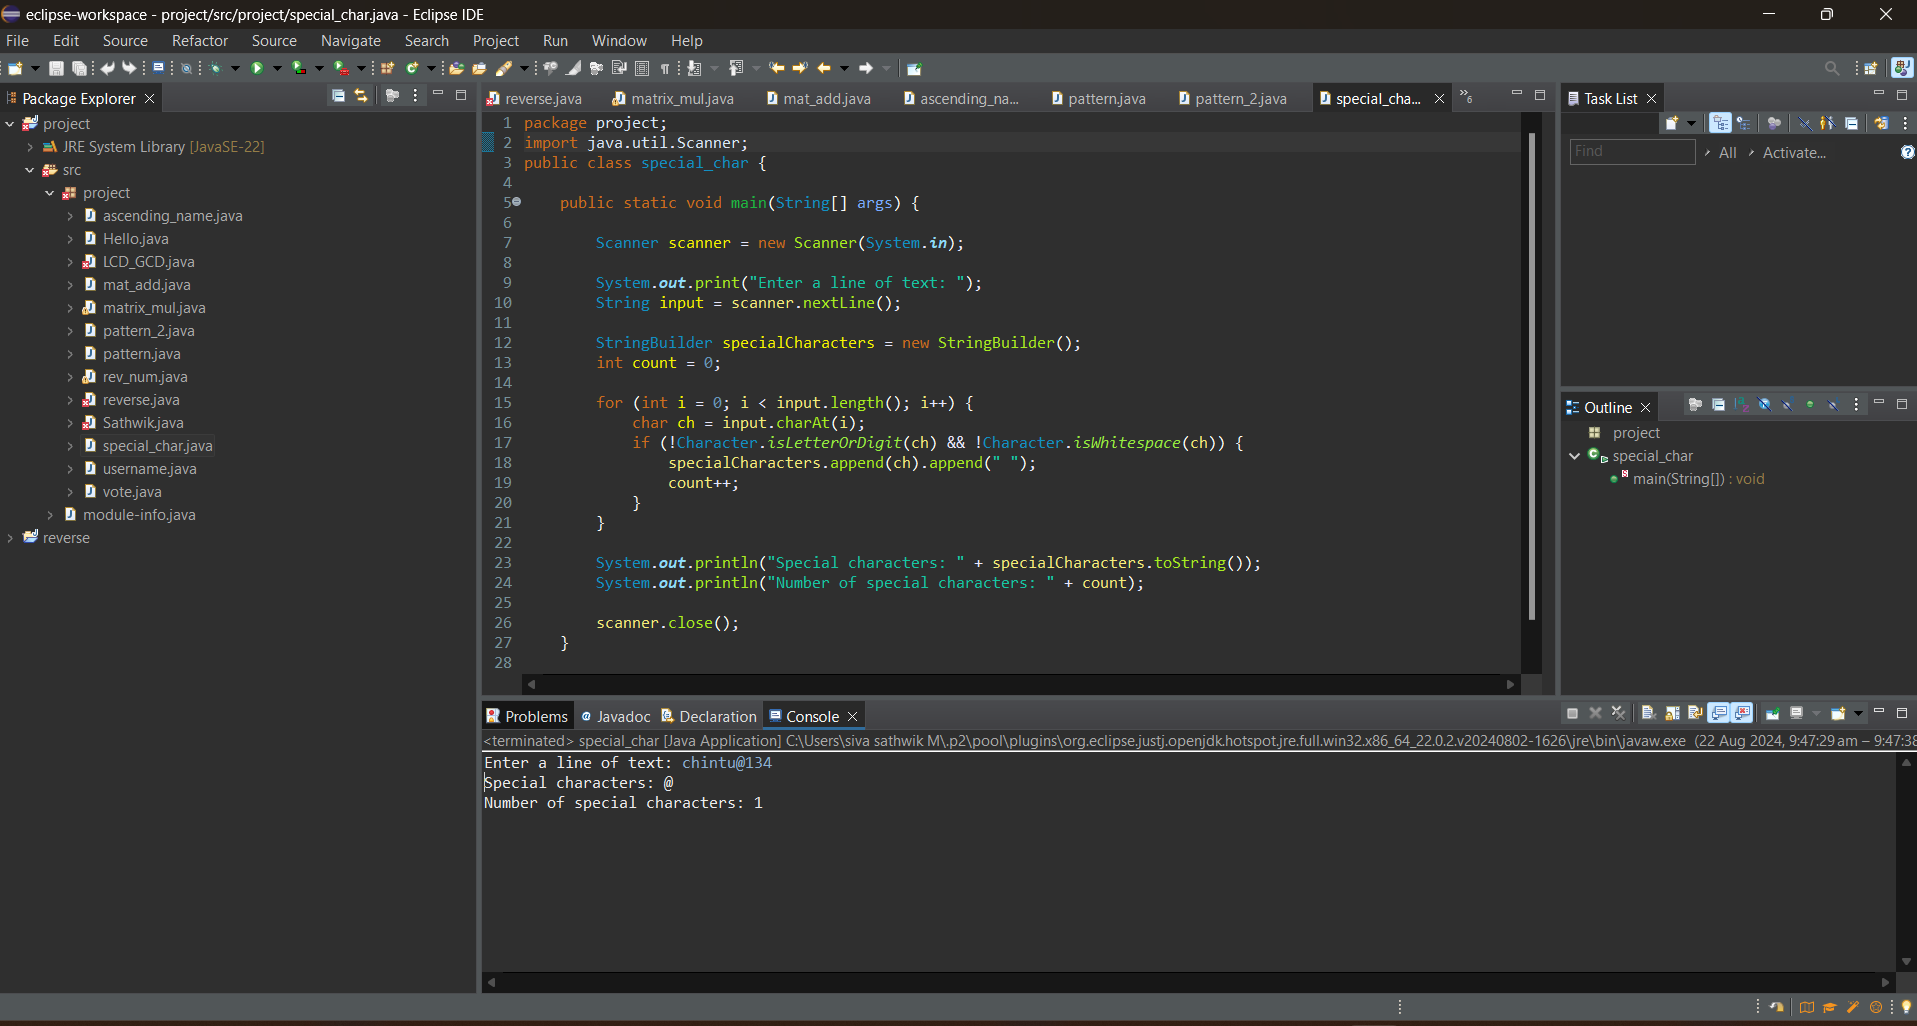 eclipse-workspace - project/src/project/special_char.java - Eclipse IDE
File Edit Source Refactor Source Navigate Search Project Run Window Help
Package Explorer
project
JRE System Library [JavaSE-22]
src
project
ascending_name.java
Hello.java
LCD_GCD.java
mat_add.java
matrix_mul.java
pattern_2.java
pattern.java
rev_num.java
reverse.java
Sathwik.java
special_char.java
username.java
vote.java
module-info.java
reverse
reverse.java matrix_mul.java mat_add.java ascending_na... pattern.java pattern_2.java special_cha... »6
1 package project;
2 import java.util.Scanner;
3 public class special_char {
4
5 public static void main(String[] args) {
6
7 Scanner scanner = new Scanner(System.in);
8
9 System.out.print("Enter a line of text: ");
10 String input = scanner.nextLine();
11
12 StringBuilder specialCharacters = new StringBuilder();
13 int count = 0;
14
15 for (int i = 0; i < input.length(); i++) {
16 char ch = input.charAt(i);
17 if (!Character.isLetterOrDigit(ch) && !Character.isWhitespace(ch)) {
18 specialCharacters.append(ch).append(" ");
19 count++;
20 }
21 }
22
23 System.out.println("Special characters: " + specialCharacters.toString());
24 System.out.println("Number of special characters: " + count);
25
26 scanner.close();
27 }
28
Task List
Find All Activate...
Outline
project
special_char
main(String[]) : void
Problems Javadoc Declaration Console
<terminated> special_char [Java Application] C:\Users\siva sathwik M\.p2\pool\plugins\org.eclipse.justj.openjdk.hotspot.jre.full.win32.x86_64_22.0.2.v20240802-1626\jre\bin\javaw.exe (22 Aug 2024, 9:47:29 am – 9:47:38
Enter a line of text: chintu@134
Special characters: @
Number of special characters: 1